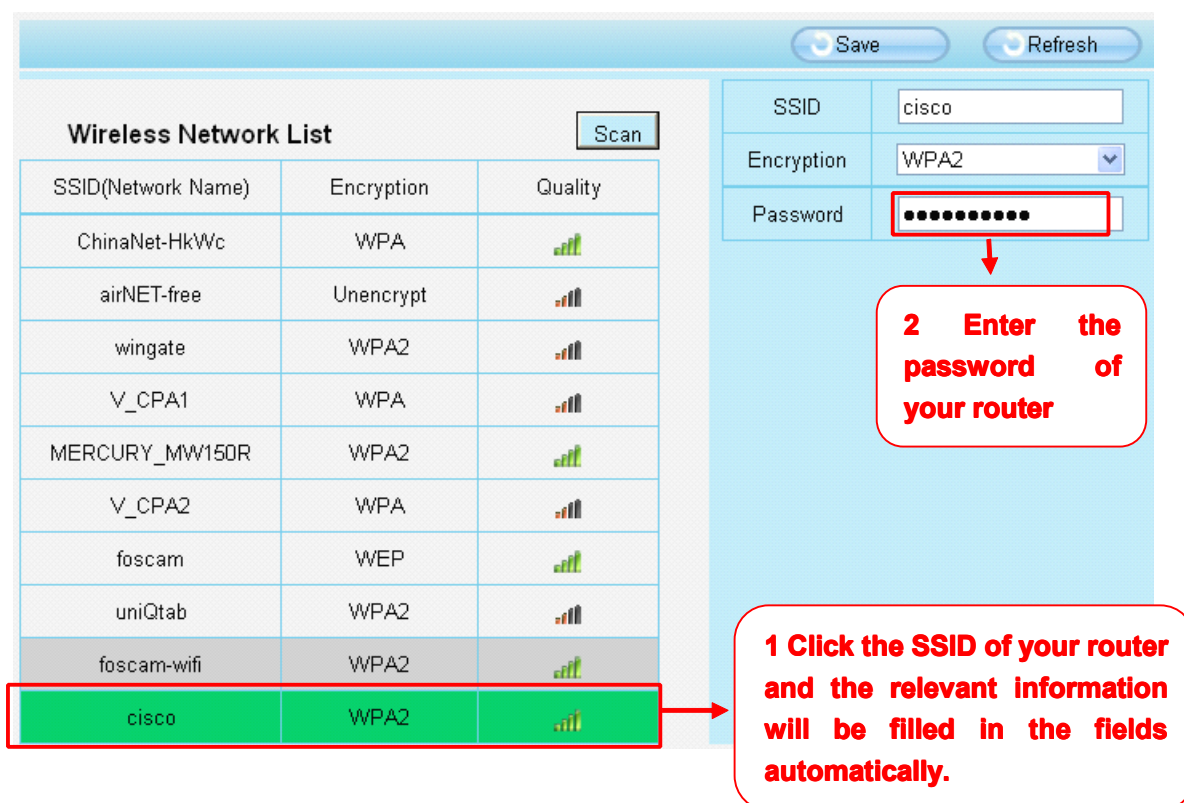 Save Refresh
Wireless Network List Scan
SSID(Network Name) Encryption Quality
ChinaNet-HkWc WPA
airNET-free Unencrypt
wingate WPA2
V_CPA1 WPA
MERCURY_MW150R WPA2
V_CPA2 WPA
foscam WEP
uniQtab WPA2
foscam-wifi WPA2
cisco WPA2
SSID cisco
Encryption WPA2
Password ●●●●●●●●●●
2 Enter the
password of
your router
1 Click the SSID of your router
and the relevant information
will be filled in the fields
automatically.